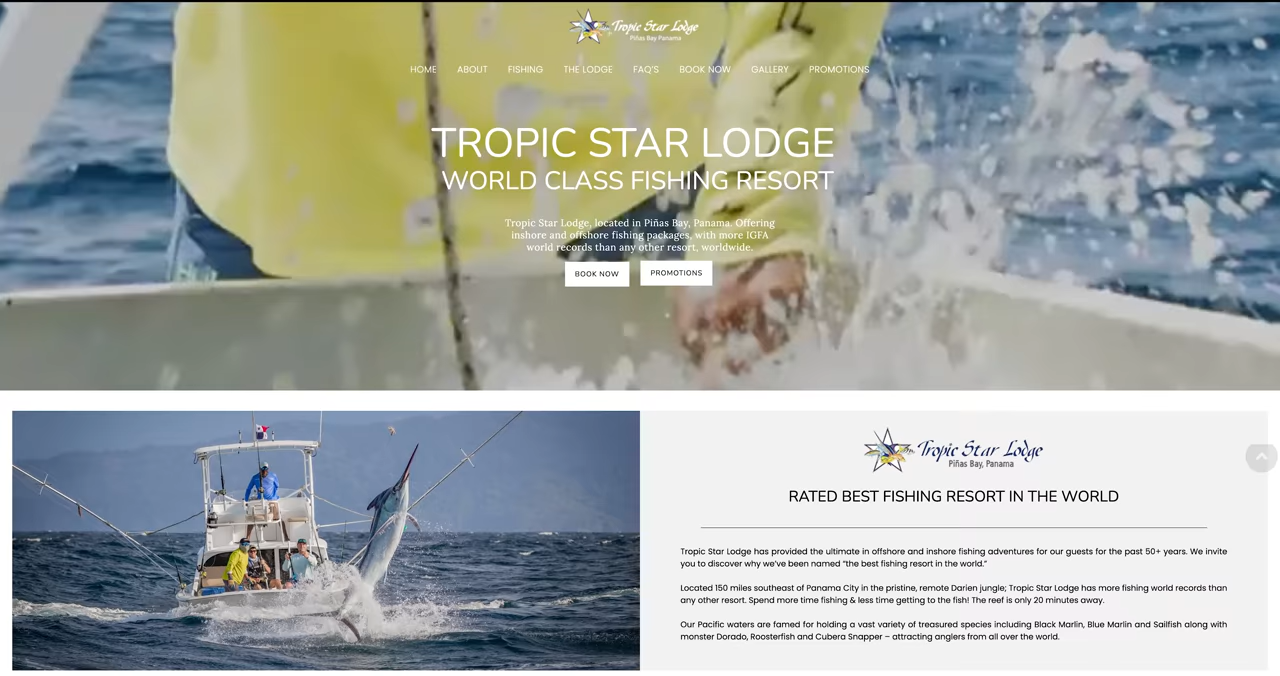 The Tropic Star Lodge
Piñas Bay Panama
HOME ABOUT FISHING THE LODGE FAQ'S BOOK NOW GALLERY PROMOTIONS
TROPIC STAR LODGE
WORLD CLASS FISHING RESORT
Tropic Star Lodge, located in Piñas Bay, Panama. Offering
inshore and offshore fishing packages, with more IGFA
world records than any other resort, worldwide.
BOOK NOW PROMOTIONS
The Tropic Star Lodge
Piñas Bay, Panama
RATED BEST FISHING RESORT IN THE WORLD
Tropic Star Lodge has provided the ultimate in offshore and inshore fishing adventures for our guests for the past 50+ years. We invite
you to discover why we've been named “the best fishing resort in the world.”
Located 150 miles southeast of Panama City in the pristine, remote Darien jungle; Tropic Star Lodge has more fishing world records than
any other resort. Spend more time fishing & less time getting to the fish! The reef is only 20 minutes away.
Our Pacific waters are famed for holding a vast variety of treasured species including Black Marlin, Blue Marlin and Sailfish along with
monster Dorado, Roosterfish and Cubera Snapper – attracting anglers from all over the world.